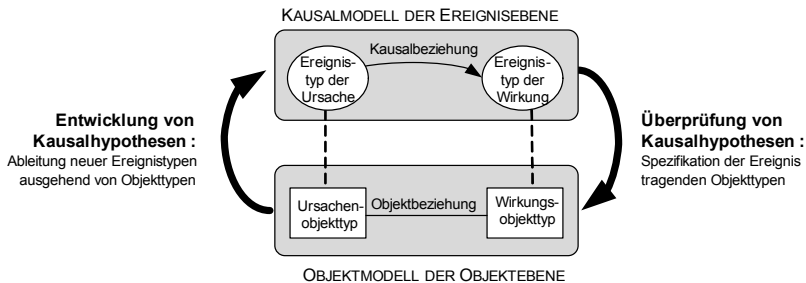 KAUSALMODELL DER EREIGNISEBENE
Kausalbeziehung
Ereignis-
typ der
Ursache
Ereignis-
typ der
Wirkung
Entwicklung von
Kausalhypothesen :
Ableitung neuer Ereignistypen
ausgehend von Objekttypen
Überprüfung von
Kausalhypothesen :
Spezifikation der Ereignis
tragenden Objekttypen
Ursachen-
objekttyp
Objektbeziehung
Wirkungs-
objekttyp
OBJEKTMODELL DER OBJEKTEBENE